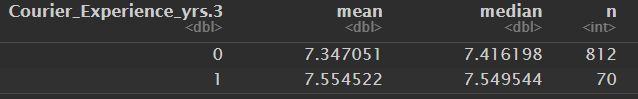 Courier_Experience_yrs.3 mean median n
<dbl> <dbl> <dbl> <int>
0 7.347051 7.416198 812
1 7.554522 7.549544 70